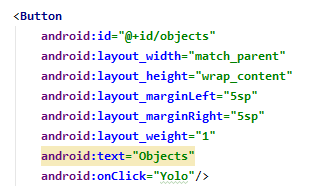 <Button
android:id="@+id/objects"
android:layout_width="match_parent"
android:layout_height="wrap_content"
android:layout_marginLeft="5sp"
android:layout_marginRight="5sp"
android:layout_weight="1"
android:text="Objects"
android:onClick="Yolo"/>